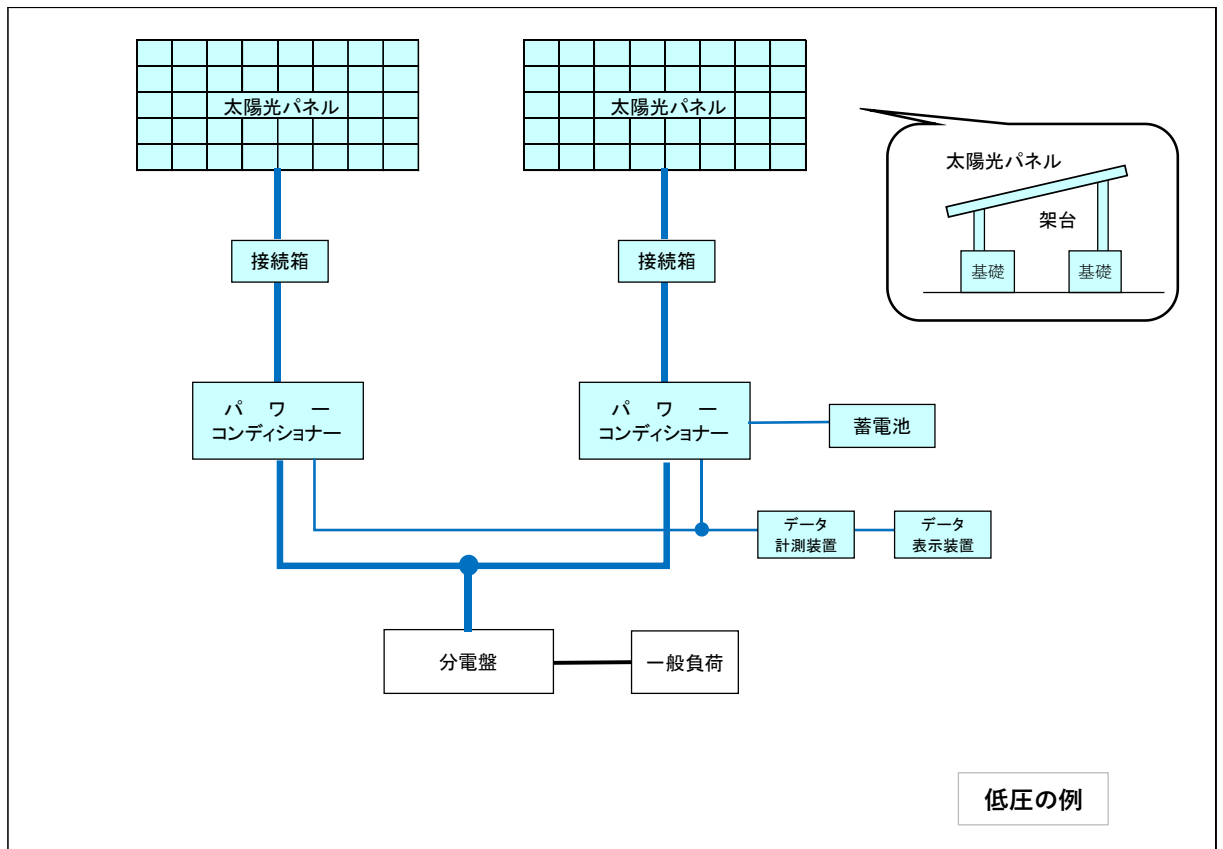 太陽光パネル
太陽光パネル
太陽光パネル
架台
基礎
基礎
接続箱
接続箱
パワー
コンディショナー
パワー
コンディショナー
蓄電池
データ
計測装置
データ
表示装置
分電盤
一般負荷
低圧の例